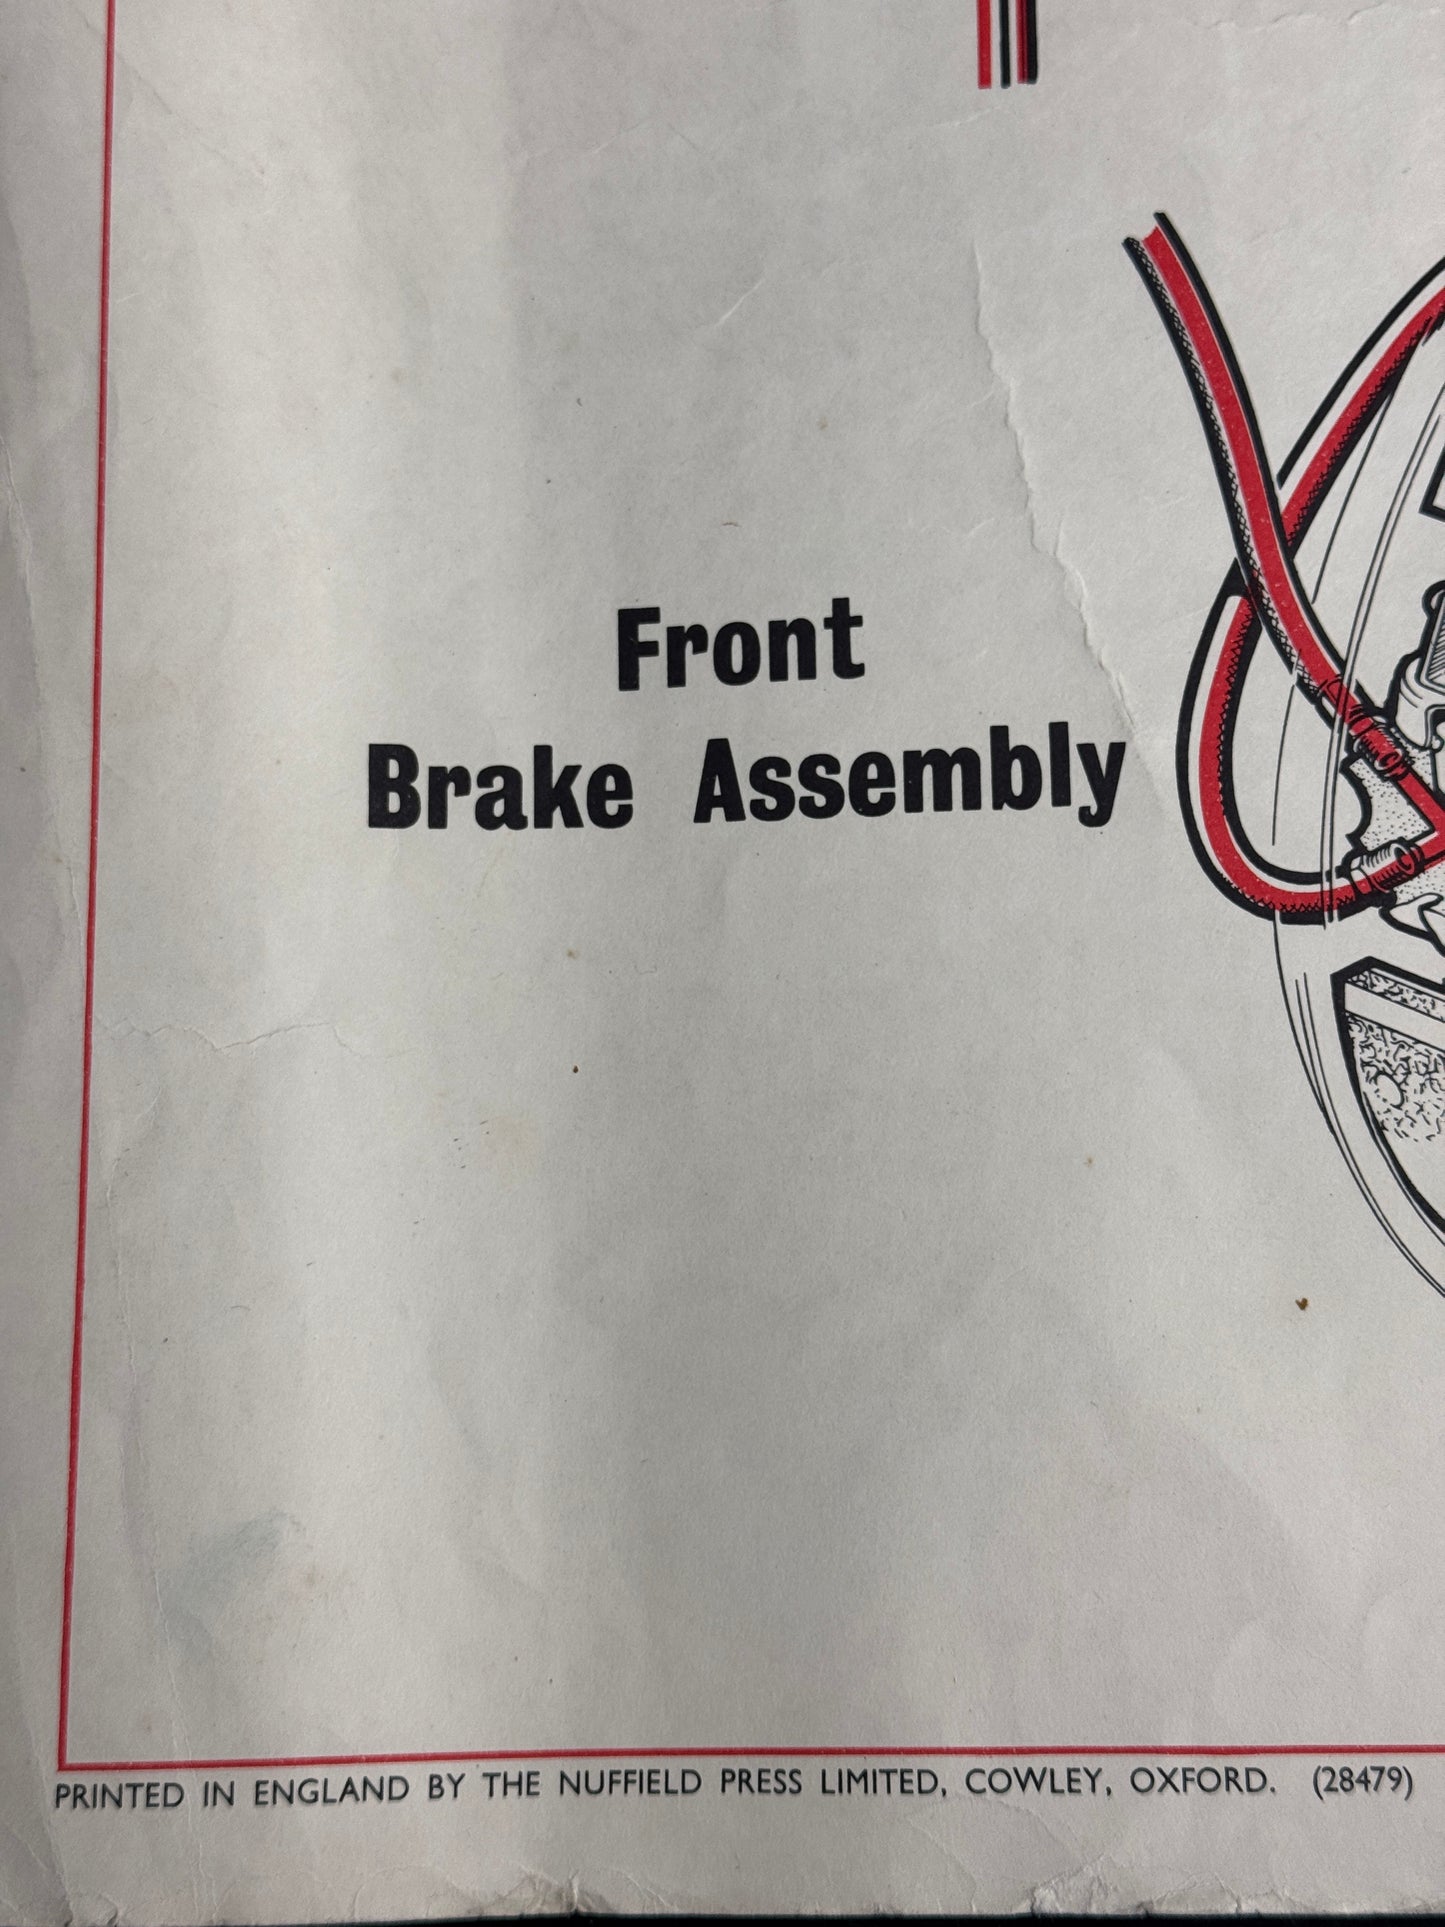 Front
Brake Assembly
PRINTED IN ENGLAND BY THE NUFFIELD PRESS LIMITED, COWLEY, OXFORD. (28479)